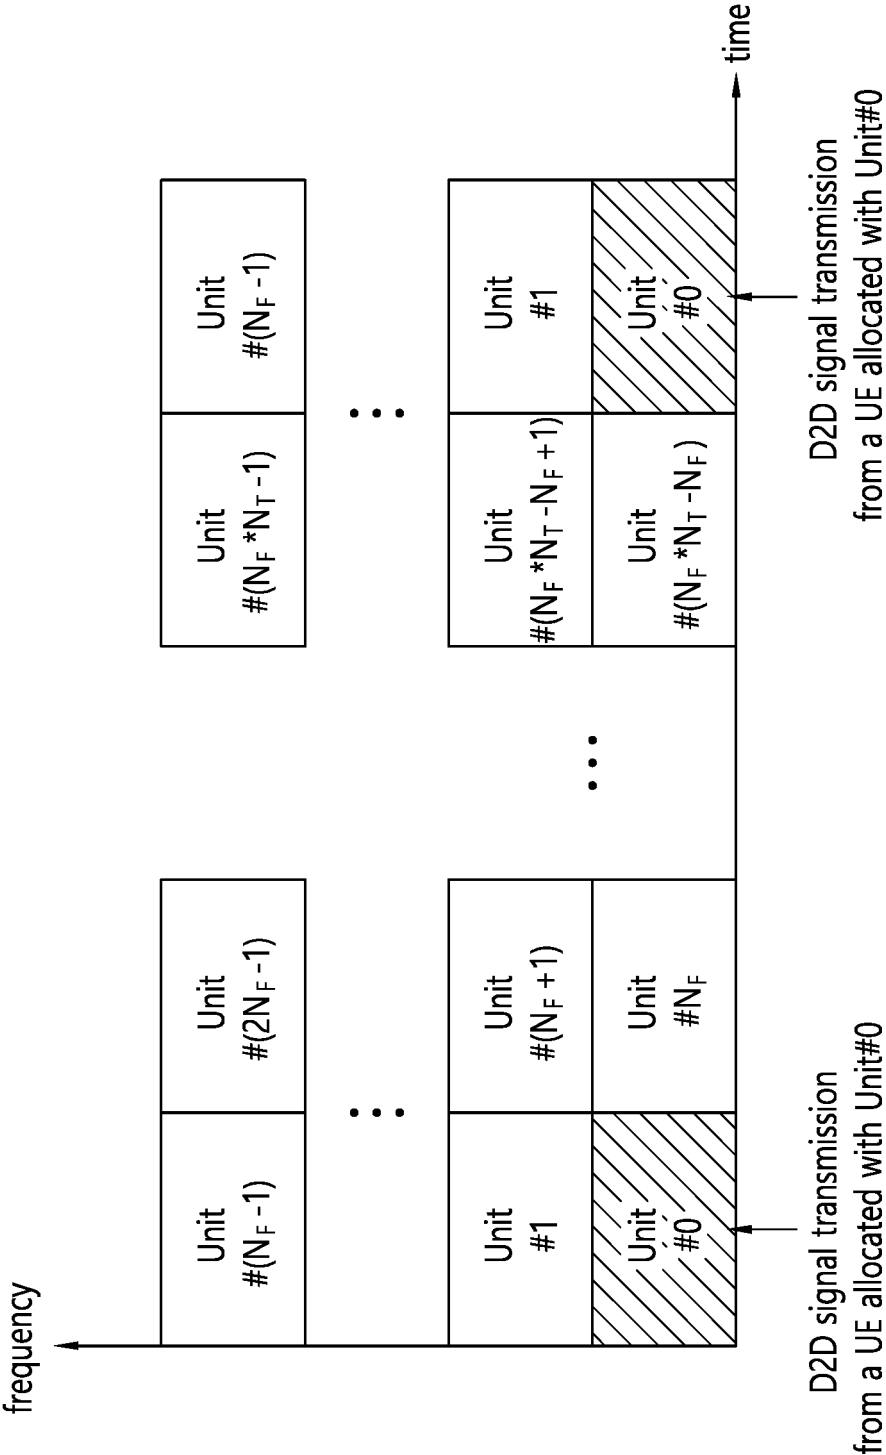 frequency
Unit
#(N_F-1)
Unit
#(2N_F-1)
Unit
#(N_F*N_T-1)
Unit
#(N_F-1)
Unit
#1
Unit
#(N_F+1)
Unit
#(N_F*N_T-N_F+1)
Unit
#1
Unit
#0
Unit
#N_F
Unit
#(N_F*N_T-N_F)
Unit
#0
time
D2D signal transmission
from a UE allocated with Unit#0
D2D signal transmission
from a UE allocated with Unit#0